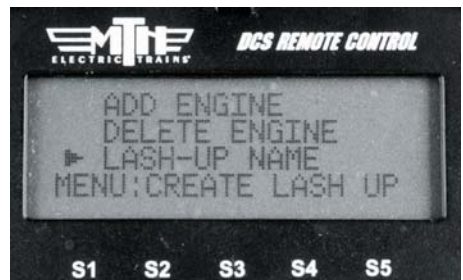 MTH DCS REMOTE CONTROL
ELECTRIC TRAINS®
ADD ENGINE
DELETE ENGINE
LASH-UP NAME
MENU:CREATE LASH UP
S1 S2 S3 S4 S5